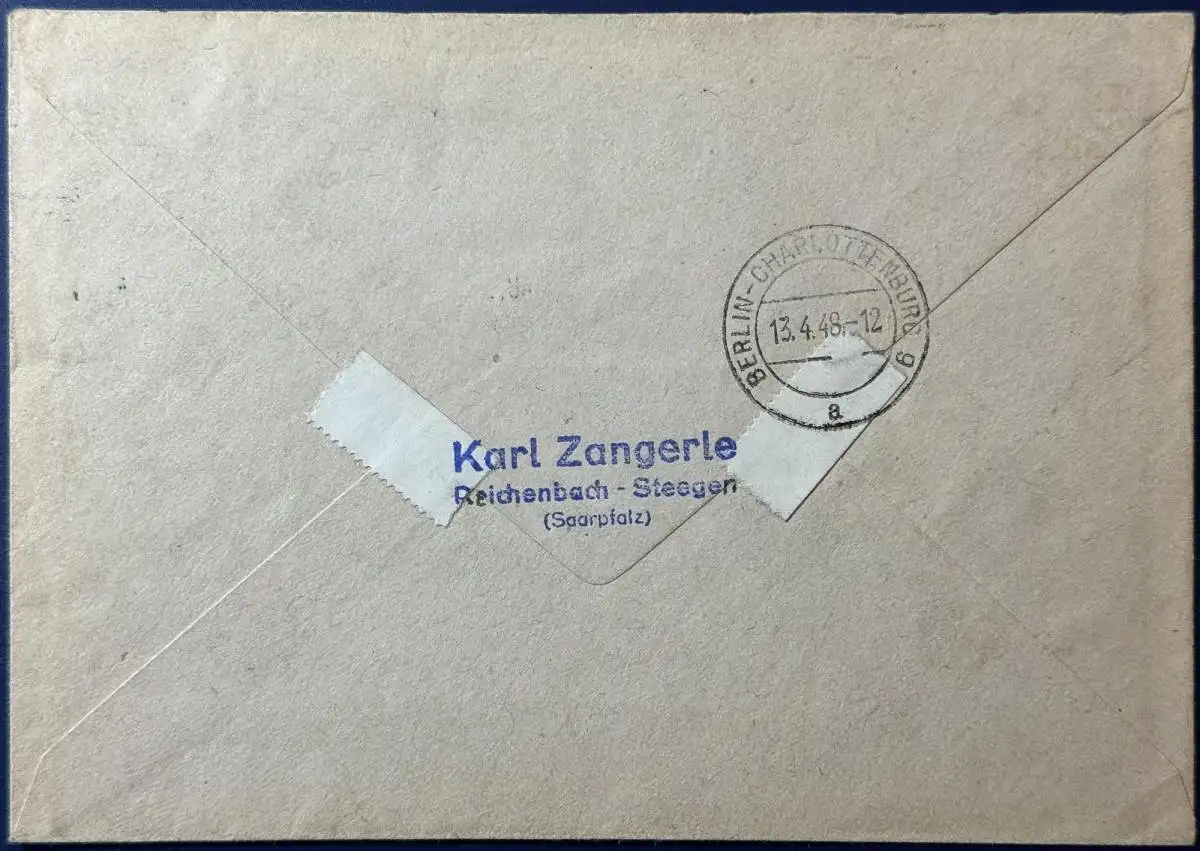 BERLIN-CHARLOTTENBURG 9
13.4.48.-12
a
Karl Zangerle
Reichenbach - Steegen
(Saarpfalz)